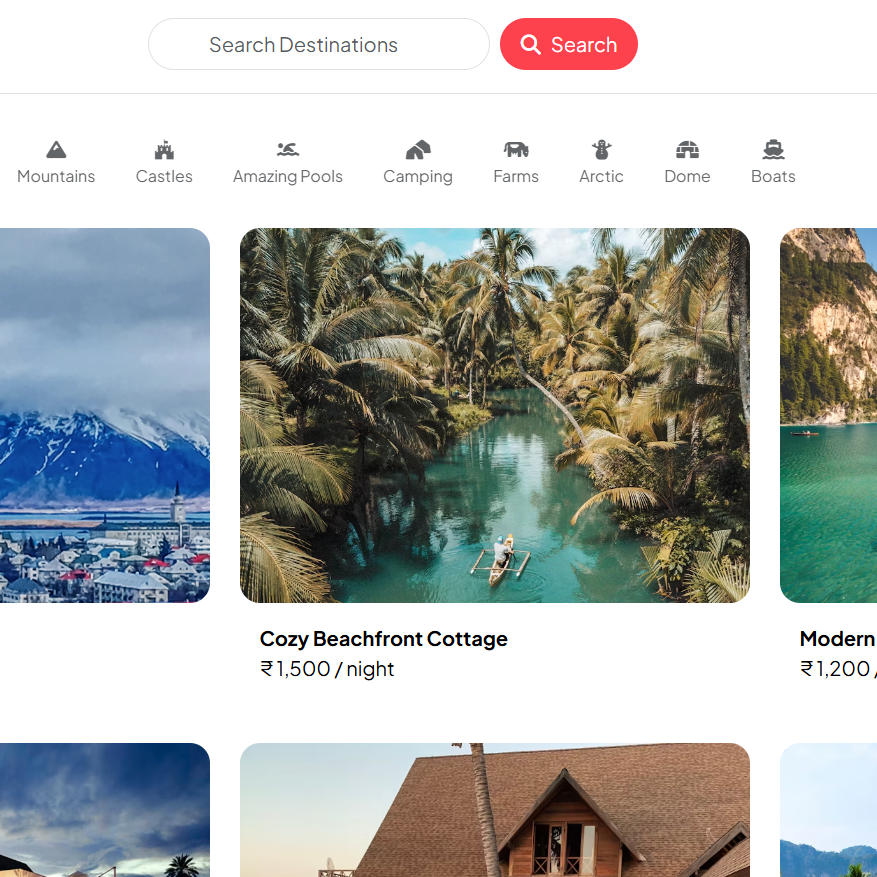 Search Destinations
Search
Mountains
Castles
Amazing Pools
Camping
Farms
Arctic
Dome
Boats
Cozy Beachfront Cottage
₹ 1,500 / night
Modern
₹ 1,200 /